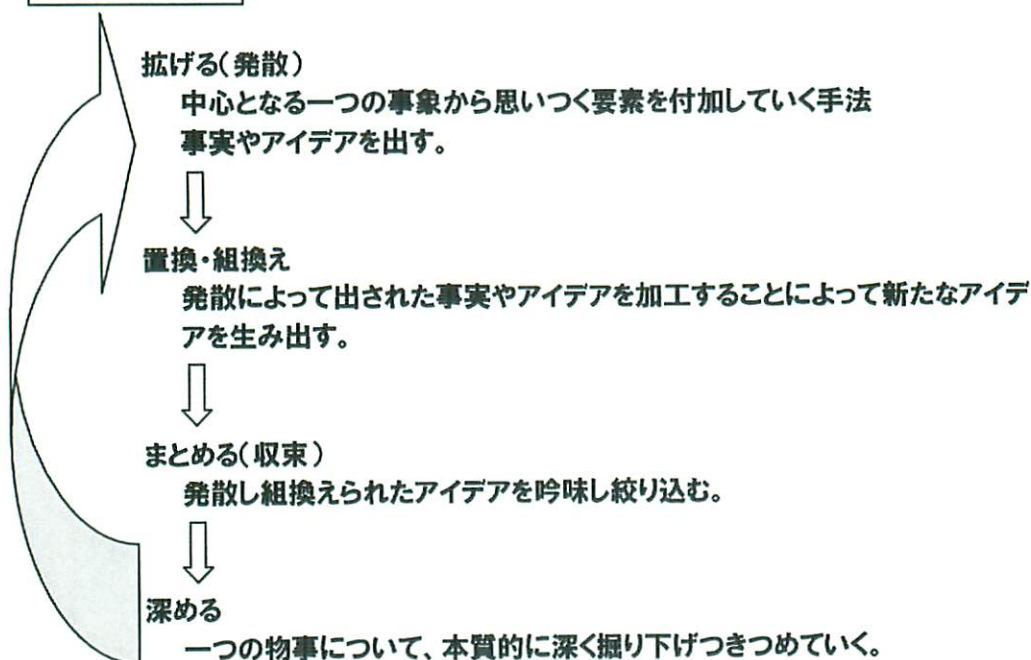 拡げる(発散)
中心となる一つの事象から思いつく要素を付加していく手法
事実やアイデアを出す。
置換・組換え
発散によって出された事実やアイデアを加工することによって新たなアイデ
アを生み出す。
まとめる(収束)
発散し組換えられたアイデアを吟味し絞り込む。
深める
一つの物事について、本質的に深く掘り下げつきつめていく。